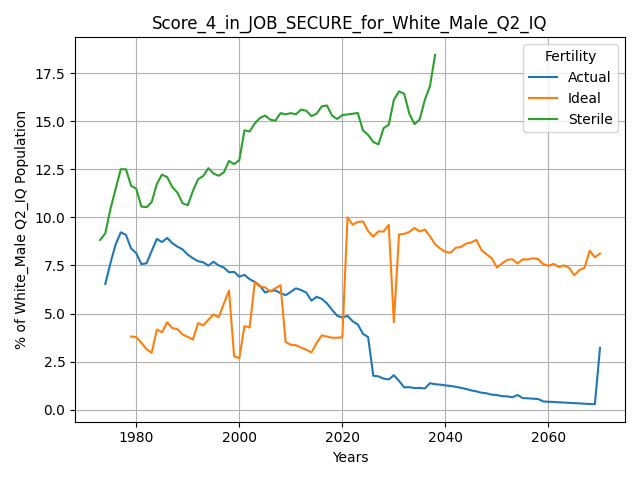 Score_4_in_JOB_SECURE_for_White_Male_Q2_IQ
Fertility
Actual
Ideal
Sterile
% of White_Male Q2_IQ Population
17.5
15.0
12.5
10.0
7.5
5.0
2.5
0.0
1980
2000
2020
2040
2060
Years